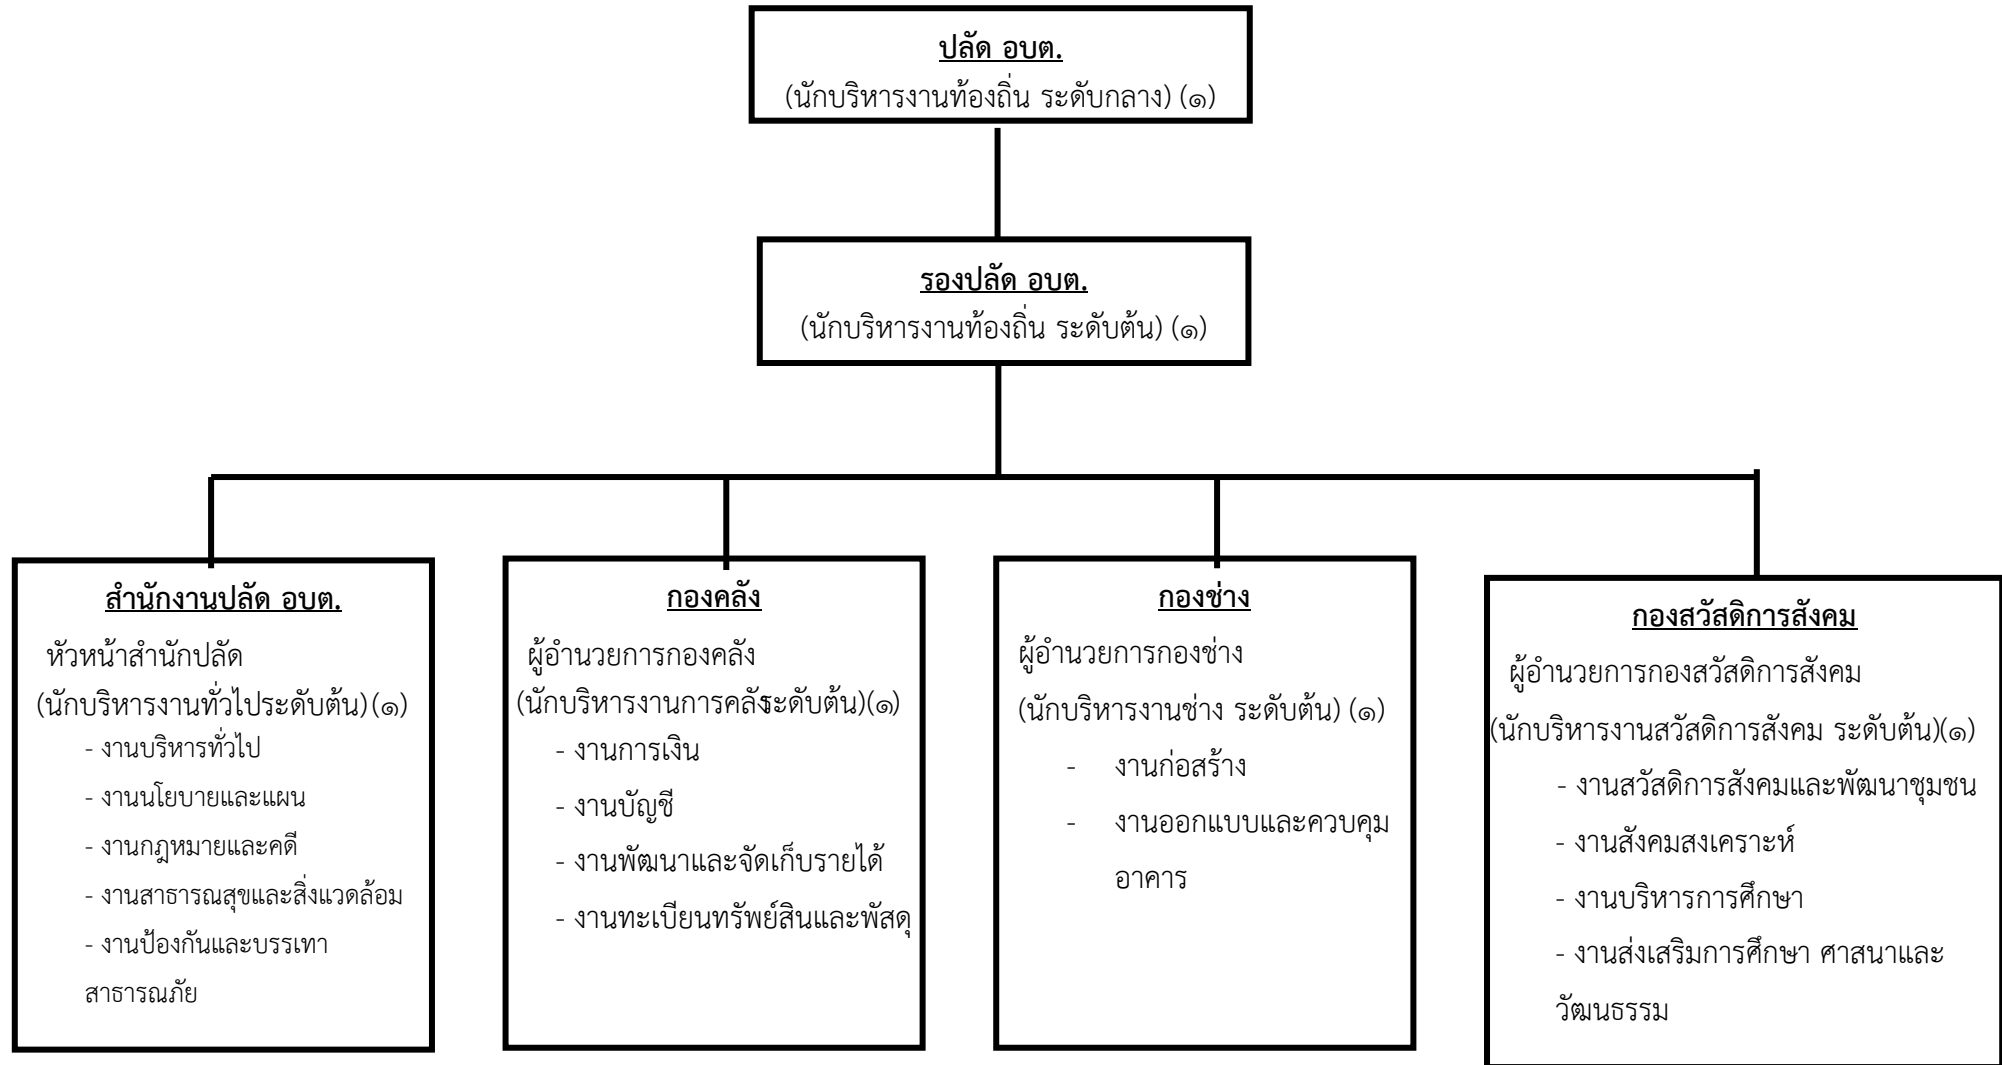 ปลัด อบต.
(นักบริหารงานท้องถิ่น ระดับกลาง) (๑)
รองปลัด อบต.
(นักบริหารงานท้องถิ่น ระดับต้น) (๑)
สำนักงานปลัด อบต.
หัวหน้าสำนักปลัด
(นักบริหารงานทั่วไประดับต้น) (๑)
- งานบริหารทั่วไป
- งานนโยบายและแผน
- งานกฎหมายและคดี
- งานสาธารณสุขและสิ่งแวดล้อม
- งานป้องกันและบรรเทา
สาธารณภัย
กองคลัง
ผู้อำนวยการกองคลัง
(นักบริหารงานการคลังระดับต้น)(๑)
- งานการเงิน
- งานบัญชี
- งานพัฒนาและจัดเก็บรายได้
- งานทะเบียนทรัพย์สินและพัสดุ
กองช่าง
ผู้อำนวยการกองช่าง
(นักบริหารงานช่าง ระดับต้น) (๑)
- งานก่อสร้าง
- งานออกแบบและควบคุม
อาคาร
กองสวัสดิการสังคม
ผู้อำนวยการกองสวัสดิการสังคม
(นักบริหารงานสวัสดิการสังคม ระดับต้น)(๑)
- งานสวัสดิการสังคมและพัฒนาชุมชน
- งานสังคมสงเคราะห์
- งานบริหารการศึกษา
- งานส่งเสริมการศึกษา ศาสนาและ
วัฒนธรรม